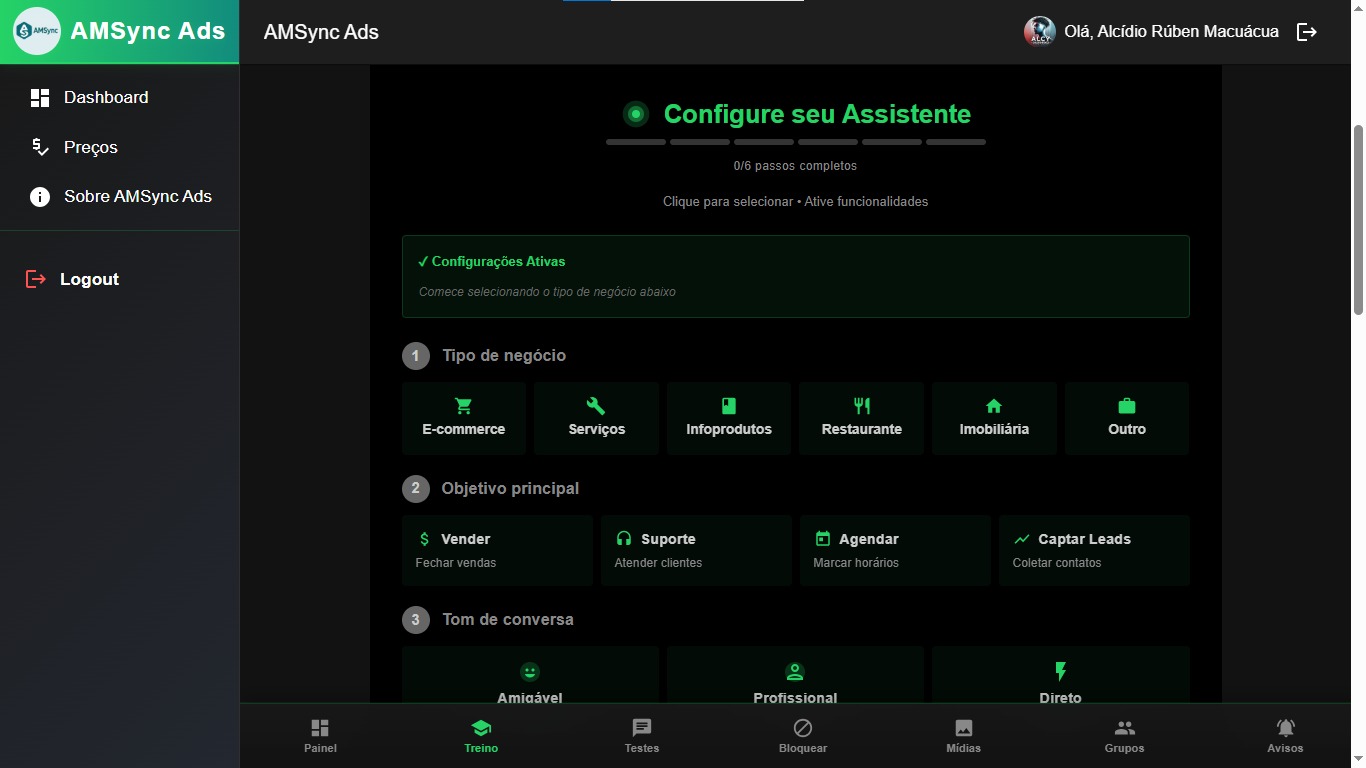 AMSync
AMSync Ads
AMSync Ads
ALCY
Olá, Alcídio Rúben Macuácua
Dashboard
Preços
Sobre AMSync Ads
Logout
Configure seu Assistente
0/6 passos completos
Clique para selecionar • Ative funcionalidades
✓ Configurações Ativas
Comece selecionando o tipo de negócio abaixo
1 Tipo de negócio
E-commerce
Serviços
Infoprodutos
Restaurante
Imobiliária
Outro
2 Objetivo principal
$ Vender
Fechar vendas
Suporte
Atender clientes
Agendar
Marcar horários
Captar Leads
Coletar contatos
3 Tom de conversa
Amigável
Profissional
Direto
Painel
Treino
Testes
Bloquear
Mídias
Grupos
Avisos